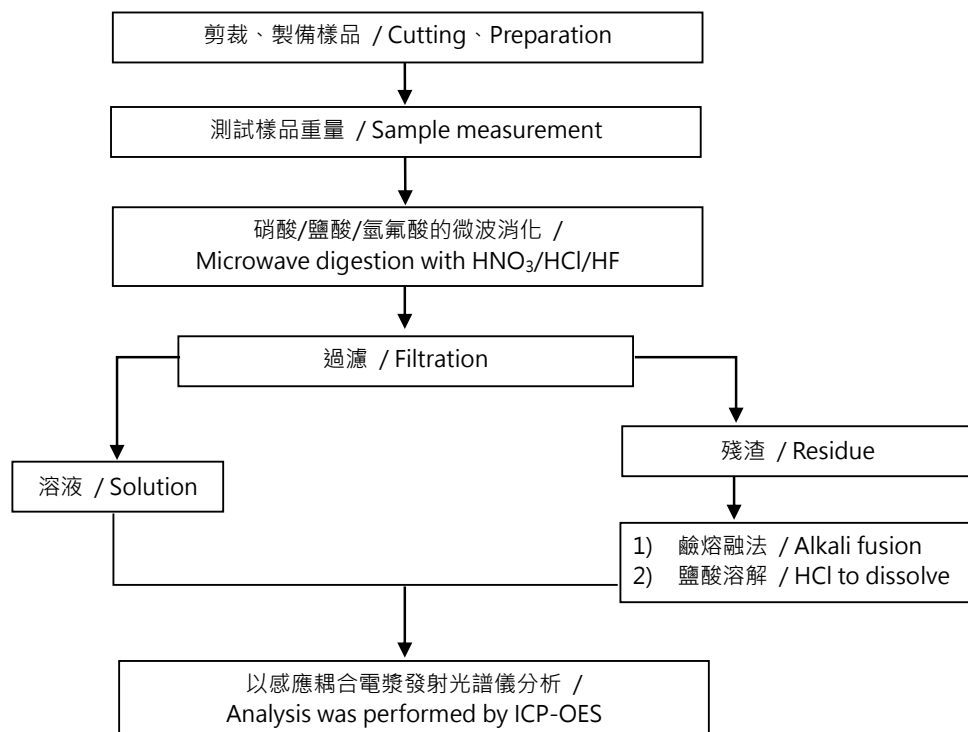 剪裁、製備樣品 / Cutting、Preparation
測試樣品重量 / Sample measurement
硝酸/鹽酸/氫氟酸的微波消化 /
Microwave digestion with HNO₃/HCl/HF
過濾 / Filtration
溶液 / Solution
殘渣 / Residue
1) 鹼熔融法 / Alkali fusion
2) 鹽酸溶解 / HCl to dissolve
以感應耦合電漿發射光譜儀分析 /
Analysis was performed by ICP-OES